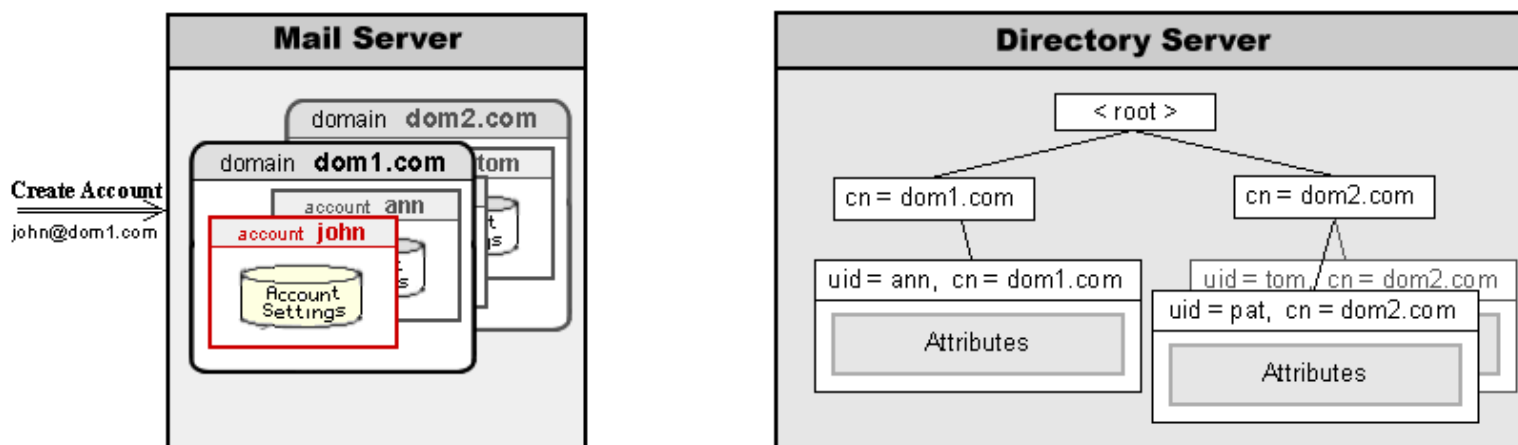 Mail Server
domain dom2.com
domain dom1.com
tom
Create Account
john@dom1.com
account ann
account john
Account
Settings
Directory Server
< root >
cn = dom1.com
cn = dom2.com
uid = ann, cn = dom1.com
Attributes
uid = tom, cn = dom2.com
uid = pat, cn = dom2.com
Attributes